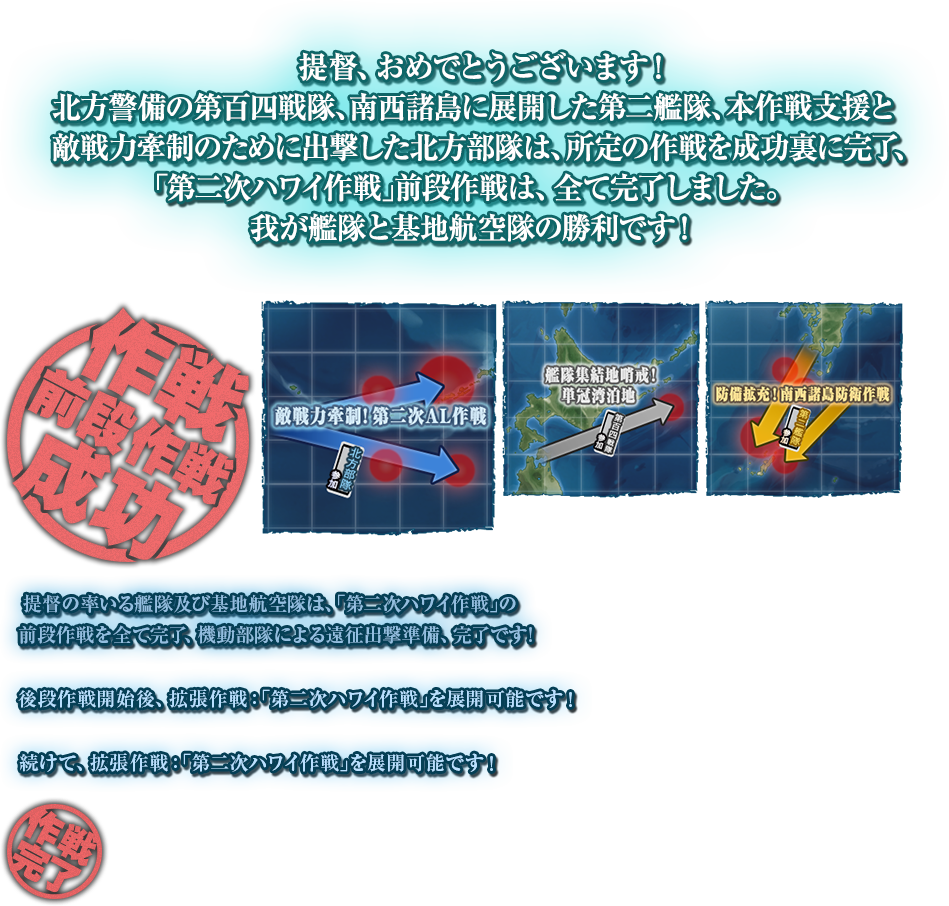 提督、おめでとうございます！
北方警備の第百四戦隊、南西諸島に展開した第二艦隊、本作戦支援と
敵戦力牽制のために出撃した北方部隊は、所定の作戦を成功裏に完了、
「第二次ハワイ作戦」前段作戦は、全て完了しました。
我が艦隊と基地航空隊の勝利です！
作戦
前段作戦
成功
敵戦力牽制！第二次AL作戦
北方部隊
参加
艦隊集結地哨戒！
単冠湾泊地
第百四戦隊
参加
防備拡充！南西諸島防衛作戦
第二艦隊
参加
提督の率いる艦隊及び基地航空隊は、「第二次ハワイ作戦」の
前段作戦を全て完了、機動部隊による遠征出撃準備、完了です！
後段作戦開始後、拡張作戦：「第二次ハワイ作戦」を展開可能です！
続けて、拡張作戦：「第二次ハワイ作戦」を展開可能です！
作戦
完了